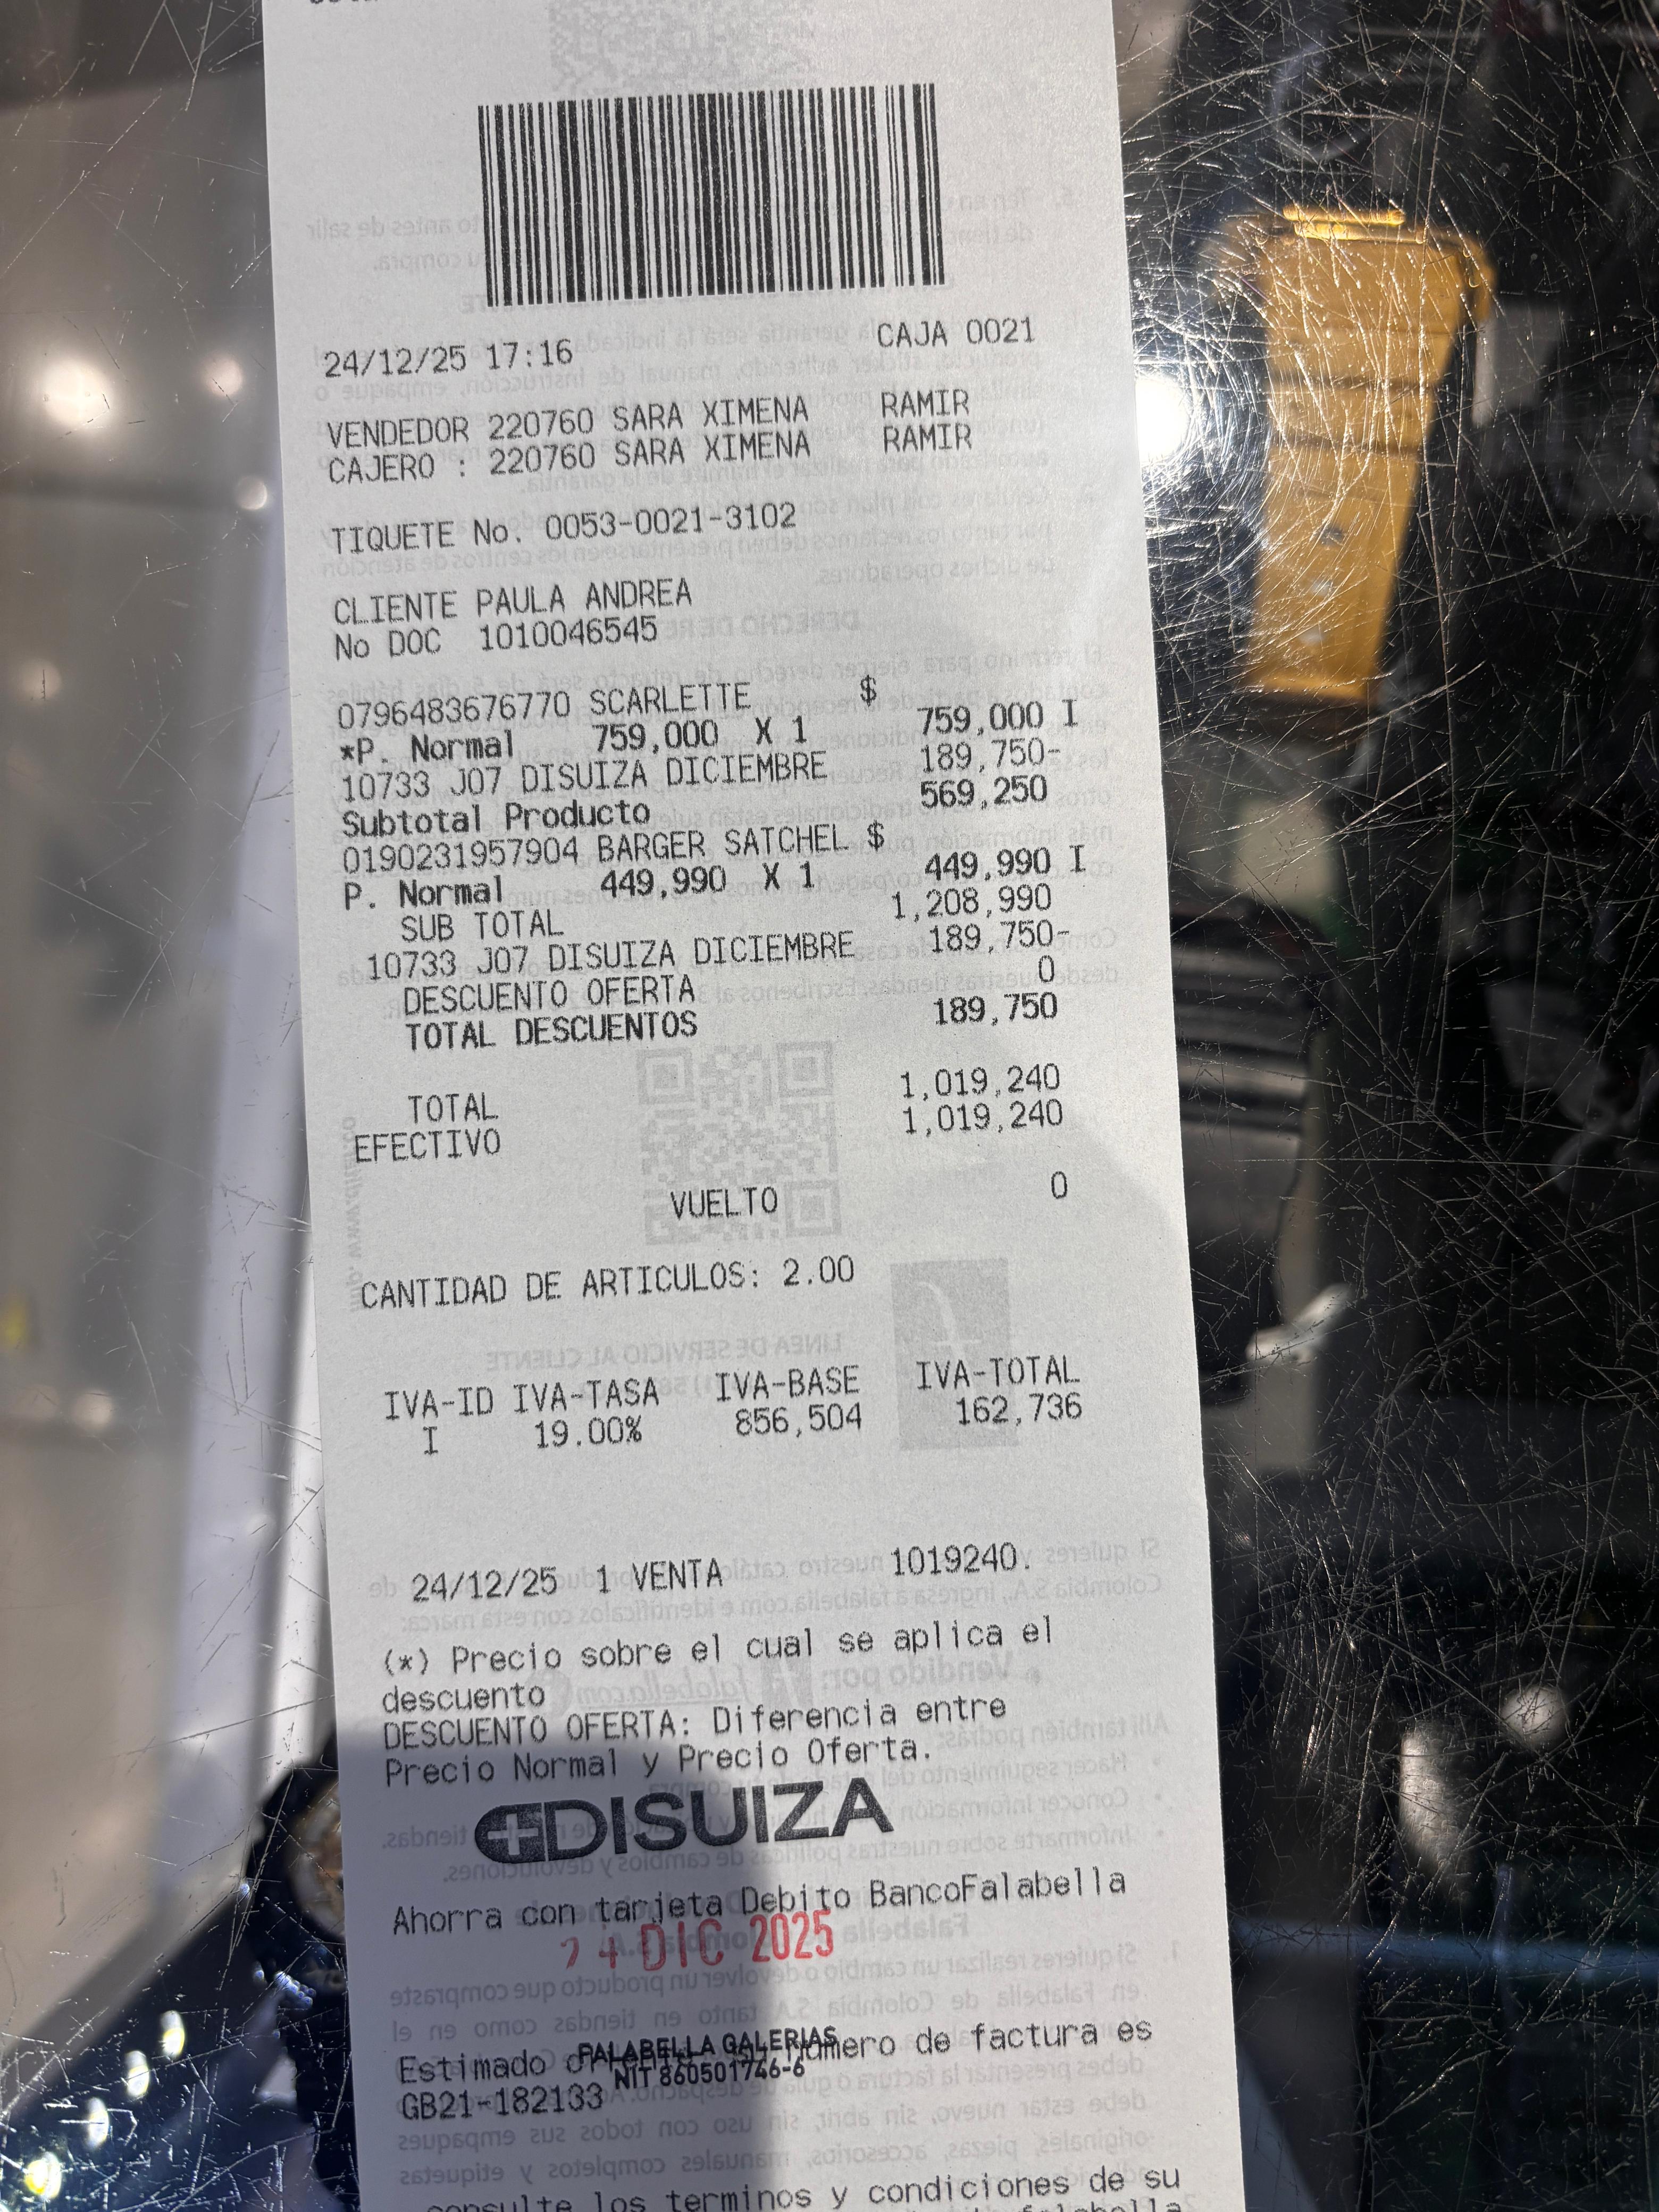 24/12/25 17:16 CAJA 0021
VENDEDOR 220760 SARA XIMENA RAMIR
CAJERO : 220760 SARA XIMENA RAMIR
TIQUETE No. 0053-0021-3102
CLIENTE PAULA ANDREA
No DOC 1010046545
0796483676770 SCARLETTE $
*P. Normal 759,000 X 1 759,000 I
10733 J07 DISUIZA DICIEMBRE 189,750-
Subtotal Producto 569,250
0190231957904 BARGER SATCHEL $
P. Normal 449,990 X 1 449,990 I
SUB TOTAL 1,208,990
10733 J07 DISUIZA DICIEMBRE 189,750-
DESCUENTO OFERTA 0
TOTAL DESCUENTOS 189,750
TOTAL 1,019,240
EFECTIVO 1,019,240
VUELTO 0
CANTIDAD DE ARTICULOS: 2.00
IVA-ID IVA-TASA IVA-BASE IVA-TOTAL
I 19.00% 856,504 162,736
24/12/25 1 VENTA 1019240.
(*) Precio sobre el cual se aplica el
descuento
DESCUENTO OFERTA: Diferencia entre
Precio Normal y Precio Oferta.
DISUIZA
Ahorra con tarjeta Debito BancoFalabella
24 DIC 2025
FALABELLA GALERIAS
NIT 860501746-6
Estimado número de factura es
GB21-182133
consulte los terminos y condiciones de su